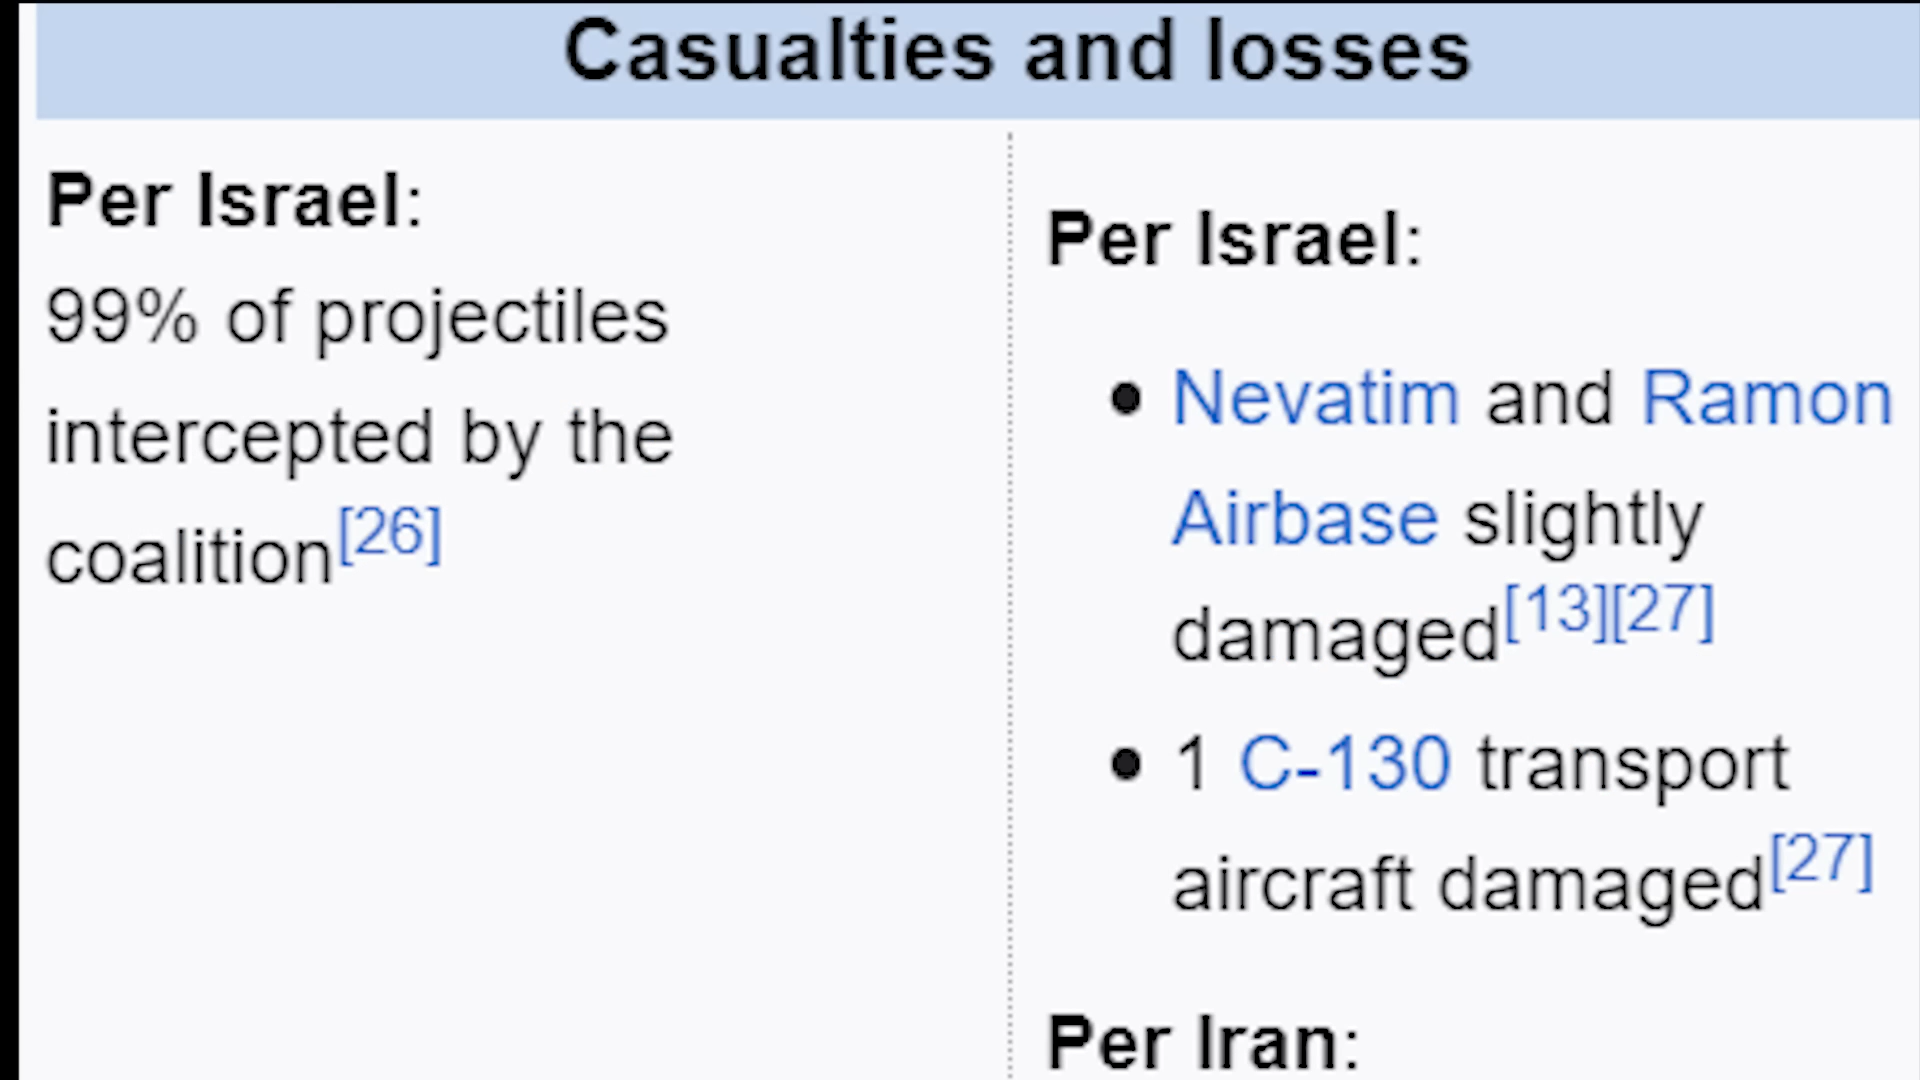 Casualties and losses
Per Israel:
99% of projectiles
intercepted by the
coalition[26]
Per Israel:
• Nevatim and Ramon
Airbase slightly
damaged[13][27]
• 1 C-130 transport
aircraft damaged[27]
Per Iran: